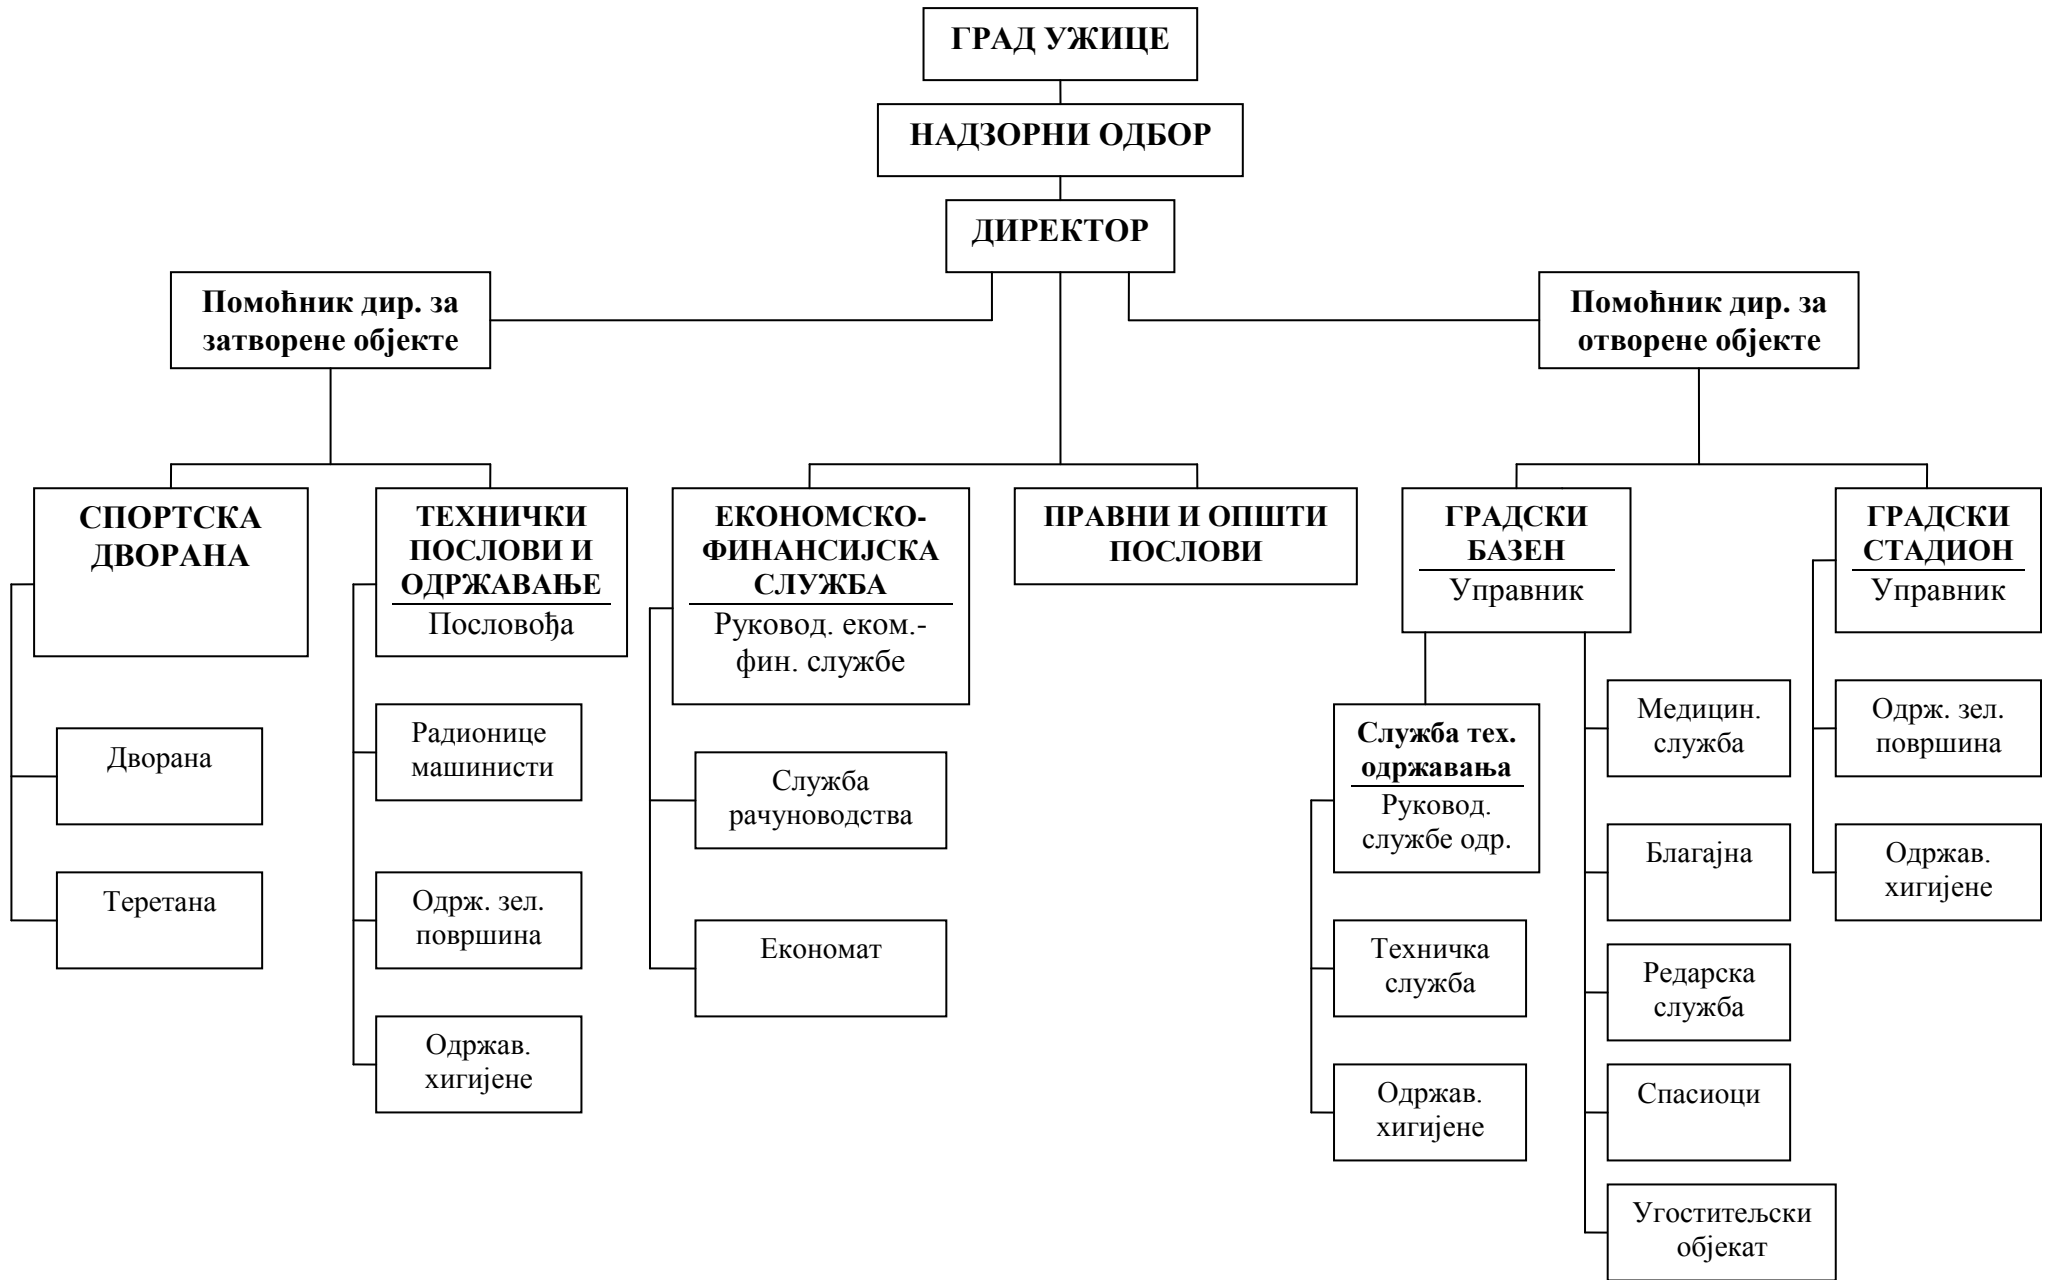 ГРАД УЖИЦЕ
НАДЗОРНИ ОДБОР
ДИРЕКТОР
Помоћник дир. за
затворене објекте
Помоћник дир. за
отворене објекте
СПОРТСКА
ДВОРАНА
ТЕХНИЧКИ
ПОСЛОВИ И
ОДРЖАВАЊЕ
Пословођа
ЕКОНОМСКО-
ФИНАНСИЈСКА
СЛУЖБА
Руковод. еком.-
фин. службе
ПРАВНИ И ОПШТИ
ПОСЛОВИ
ГРАДСКИ
БАЗЕН
Управник
ГРАДСКИ
СТАДИОН
Управник
Дворана
Теретана
Радионице
машинисти
Одрж. зел.
површина
Одржав.
хигијене
Служба
рачуноводства
Економат
Служба тех.
одржавања
Руковод.
службе одр.
Техничка
служба
Одржав.
хигијене
Медицин.
служба
Благајна
Редарска
служба
Спасиоци
Угоститељски
објекат
Одрж. зел.
површина
Одржав.
хигијене